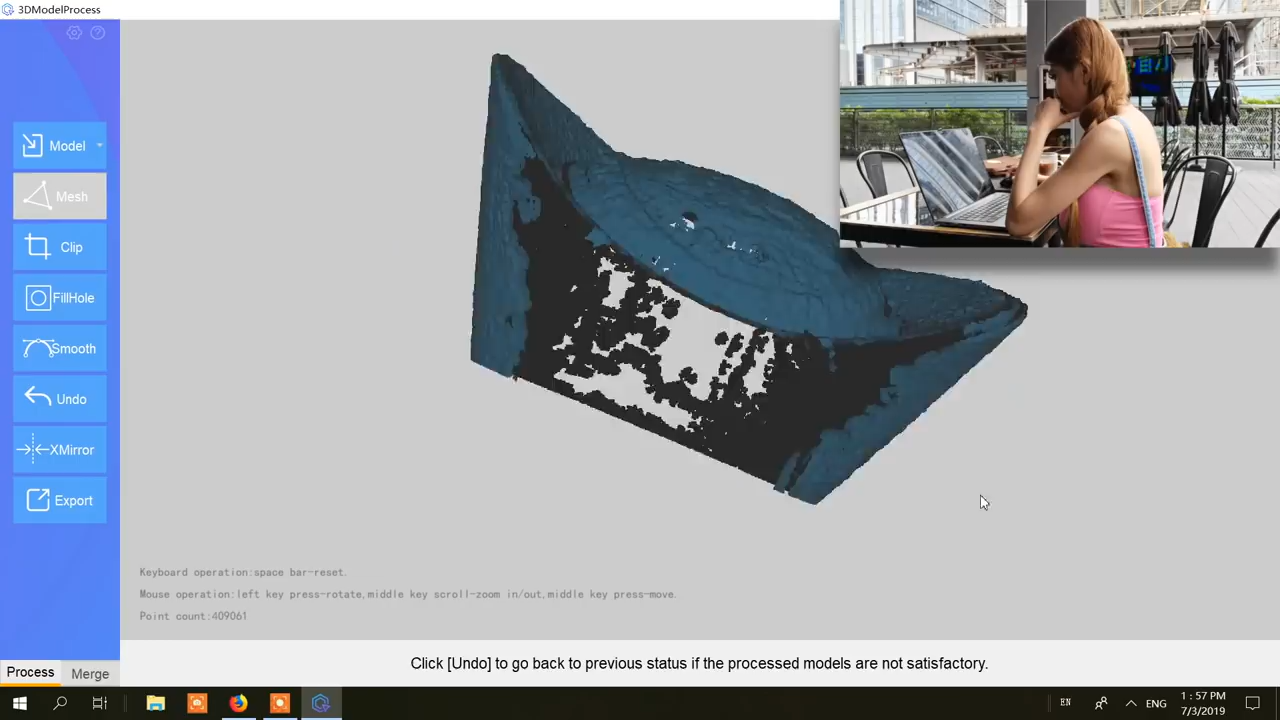 3DModelProcess
Model
Mesh
Clip
FillHole
Smooth
Undo
XMirror
Export
Keyboard operation:space bar-reset.
Mouse operation:left key press-rotate,middle key scroll-zoom in/out,middle key press-move.
Point count:409061
Process
Merge
Click [Undo] to go back to previous status if the processed models are not satisfactory.
EN
ENG
1:57 PM
7/3/2019